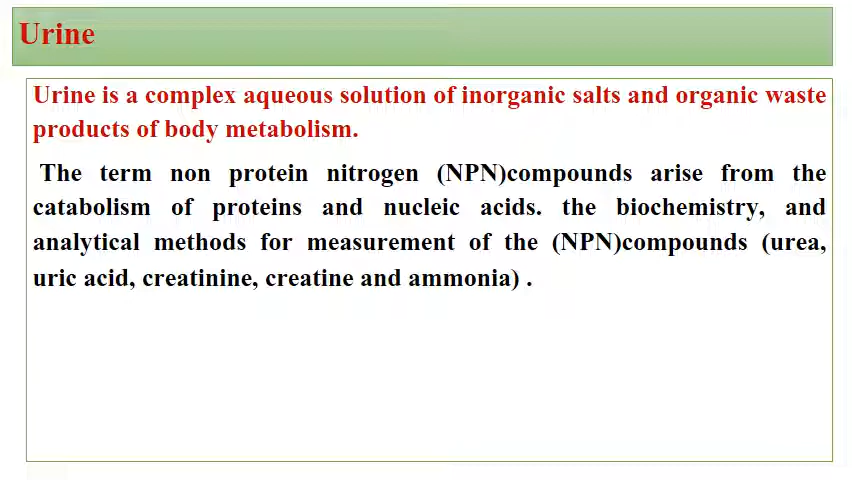 Urine
Urine is a complex aqueous solution of inorganic salts and organic waste
products of body metabolism.
The term non protein nitrogen (NPN)compounds arise from the
catabolism of proteins and nucleic acids. the biochemistry, and
analytical methods for measurement of the (NPN)compounds (urea,
uric acid, creatinine, creatine and ammonia) .